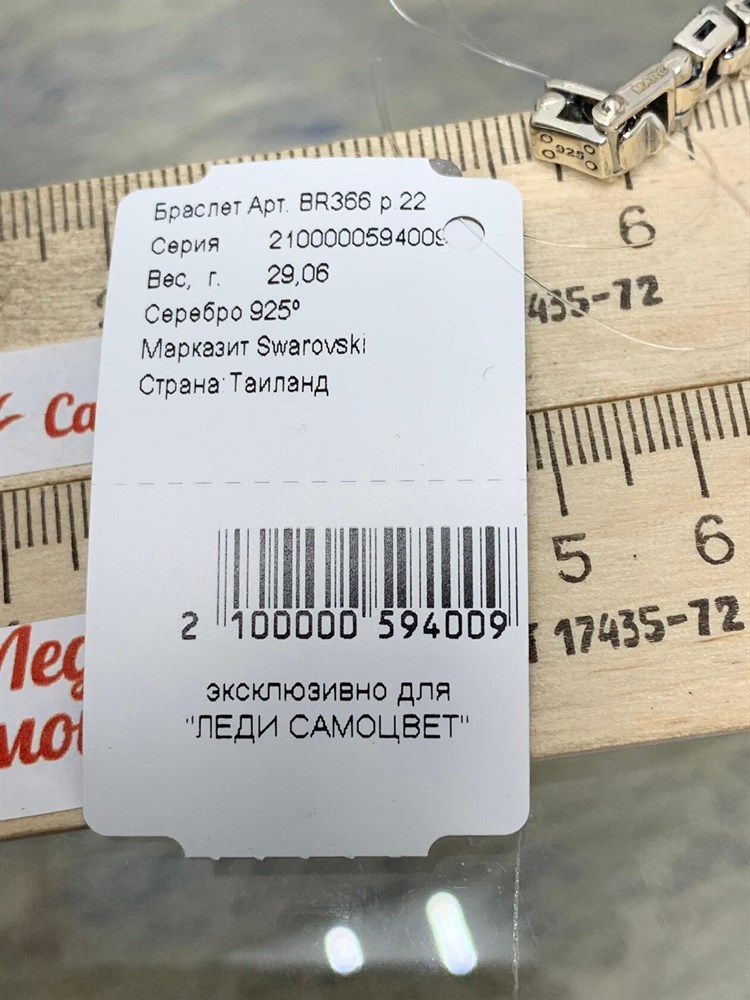 925
6
Браслет Арт. BR366 р.22
Серия 2100000594009
Вес, г. 29,06
Серебро 925°
Марказит Swarovski
Страна Таиланд
435-72
5 6
17435-72
2 100000 594009
эксклюзивно для
"ЛЕДИ САМОЦВЕТ"